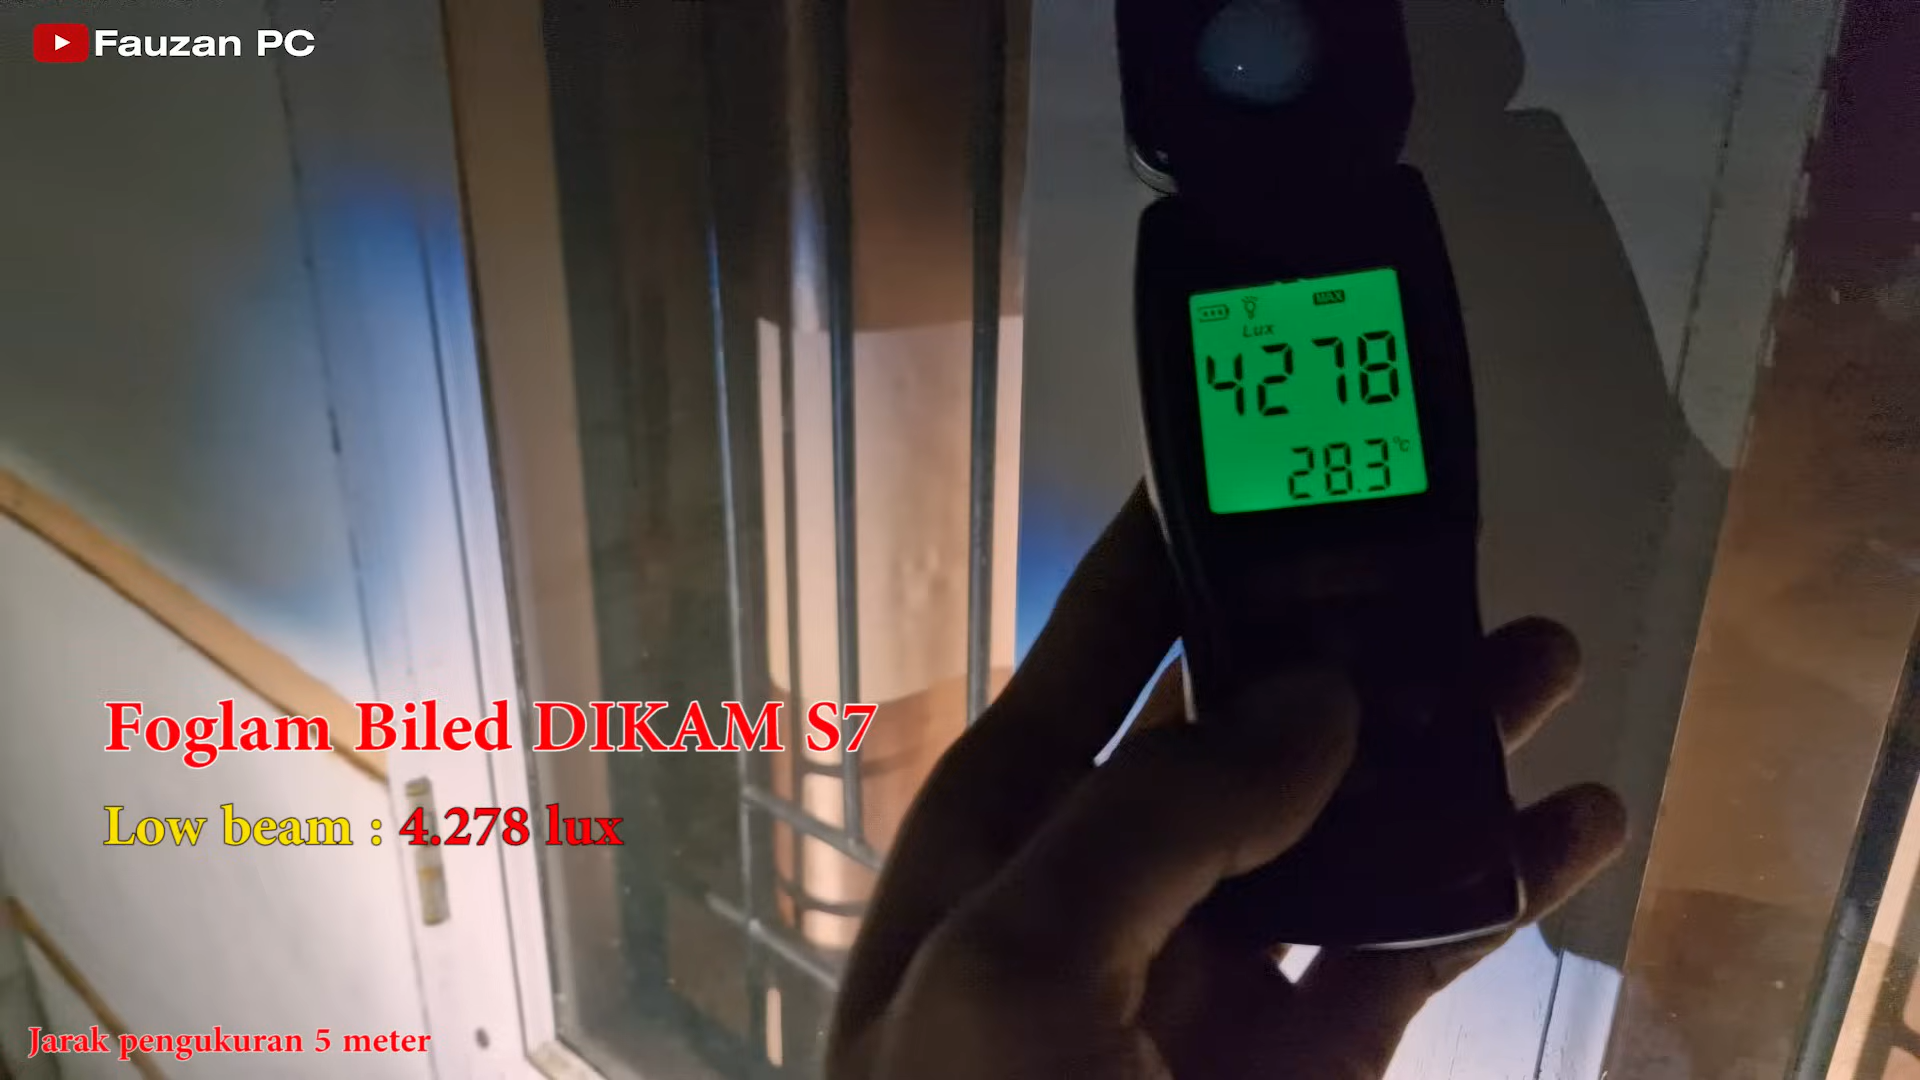 Fauzan PC
MAX
Lux
4278
28.3 °C
Foglam Biled DIKAM S7
Low beam : 4.278 lux
Jarak pengukuran 5 meter